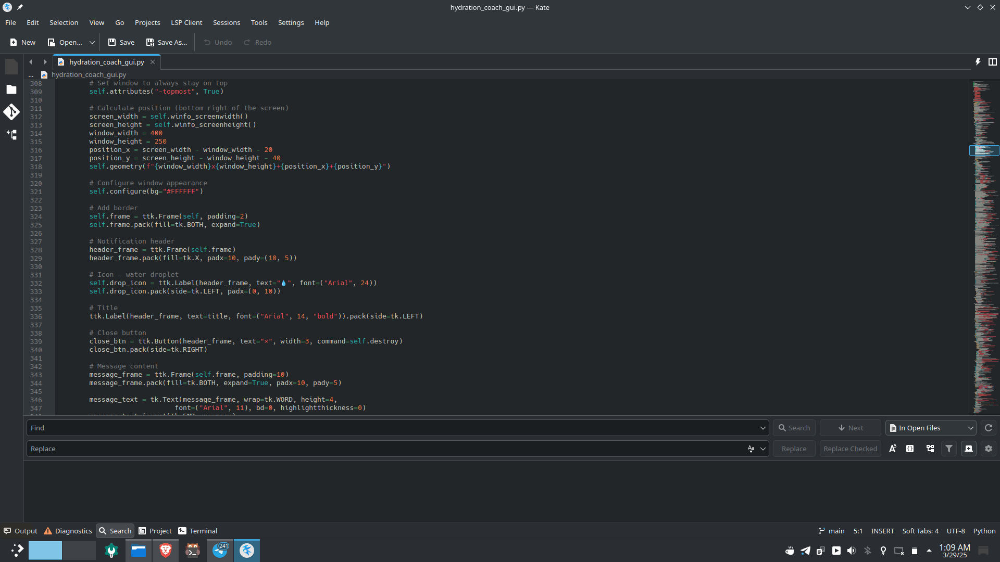 hydration_coach_gui.py — Kate
File Edit Selection View Go Projects LSP Client Sessions Tools Settings Help
New Open... Save Save As... Undo Redo
hydration_coach_gui.py
... hydration_coach_gui.py
308 # Set window to always stay on top
309 self.attributes("-topmost", True)
310
311 # Calculate position (bottom right of the screen)
312 screen_width = self.winfo_screenwidth()
313 screen_height = self.winfo_screenheight()
314 window_width = 400
315 window_height = 250
316 position_x = screen_width - window_width - 20
317 position_y = screen_height - window_height - 40
318 self.geometry(f"{window_width}x{window_height}+{position_x}+{position_y}")
319
320 # Configure window appearance
321 self.configure(bg="#FFFFFF")
322
323 # Add border
324 self.frame = ttk.Frame(self, padding=2)
325 self.frame.pack(fill=tk.BOTH, expand=True)
326
327 # Notification header
328 header_frame = ttk.Frame(self.frame)
329 header_frame.pack(fill=tk.X, padx=10, pady=(10, 5))
330
331 # Icon - water droplet
332 self.drop_icon = ttk.Label(header_frame, text="💧", font=("Arial", 24))
333 self.drop_icon.pack(side=tk.LEFT, padx=(0, 10))
334
335 # Title
336 ttk.Label(header_frame, text=title, font=("Arial", 14, "bold")).pack(side=tk.LEFT)
337
338 # Close button
339 close_btn = ttk.Button(header_frame, text="×", width=3, command=self.destroy)
340 close_btn.pack(side=tk.RIGHT)
341
342 # Message content
343 message_frame = ttk.Frame(self.frame, padding=10)
344 message_frame.pack(fill=tk.BOTH, expand=True, padx=10, pady=5)
345
346 message_text = tk.Text(message_frame, wrap=tk.WORD, height=4,
347 font=("Arial", 11), bd=0, highlightthickness=0)
Find Search Next In Open Files
Replace Replace Replace Checked
Output Diagnostics Search Project Terminal main 5:1 INSERT Soft Tabs: 4 UTF-8 Python
241
1:09 AM
3/29/25